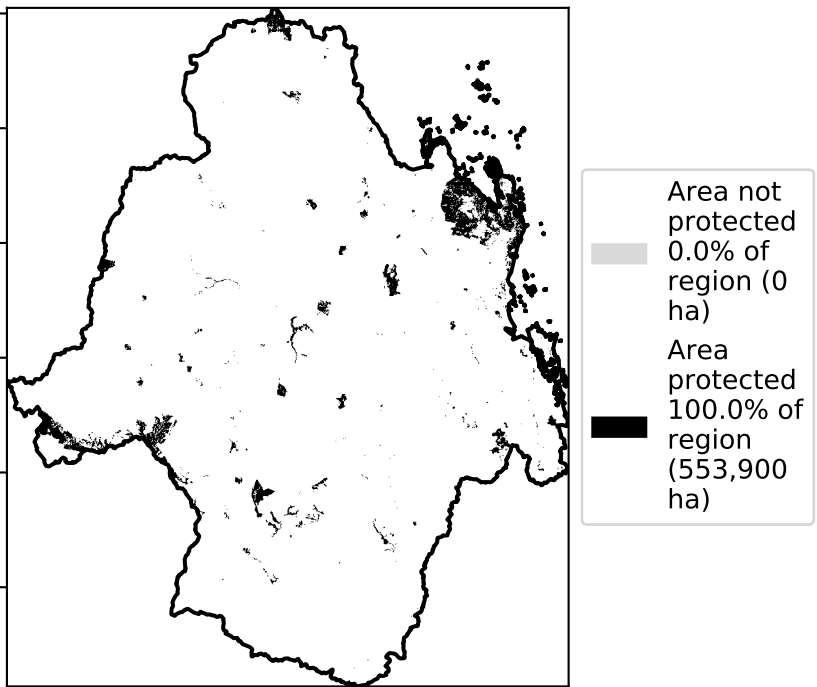 Area not
protected
0.0% of
region (0
ha)
Area
protected
100.0% of
region
(553,900
ha)